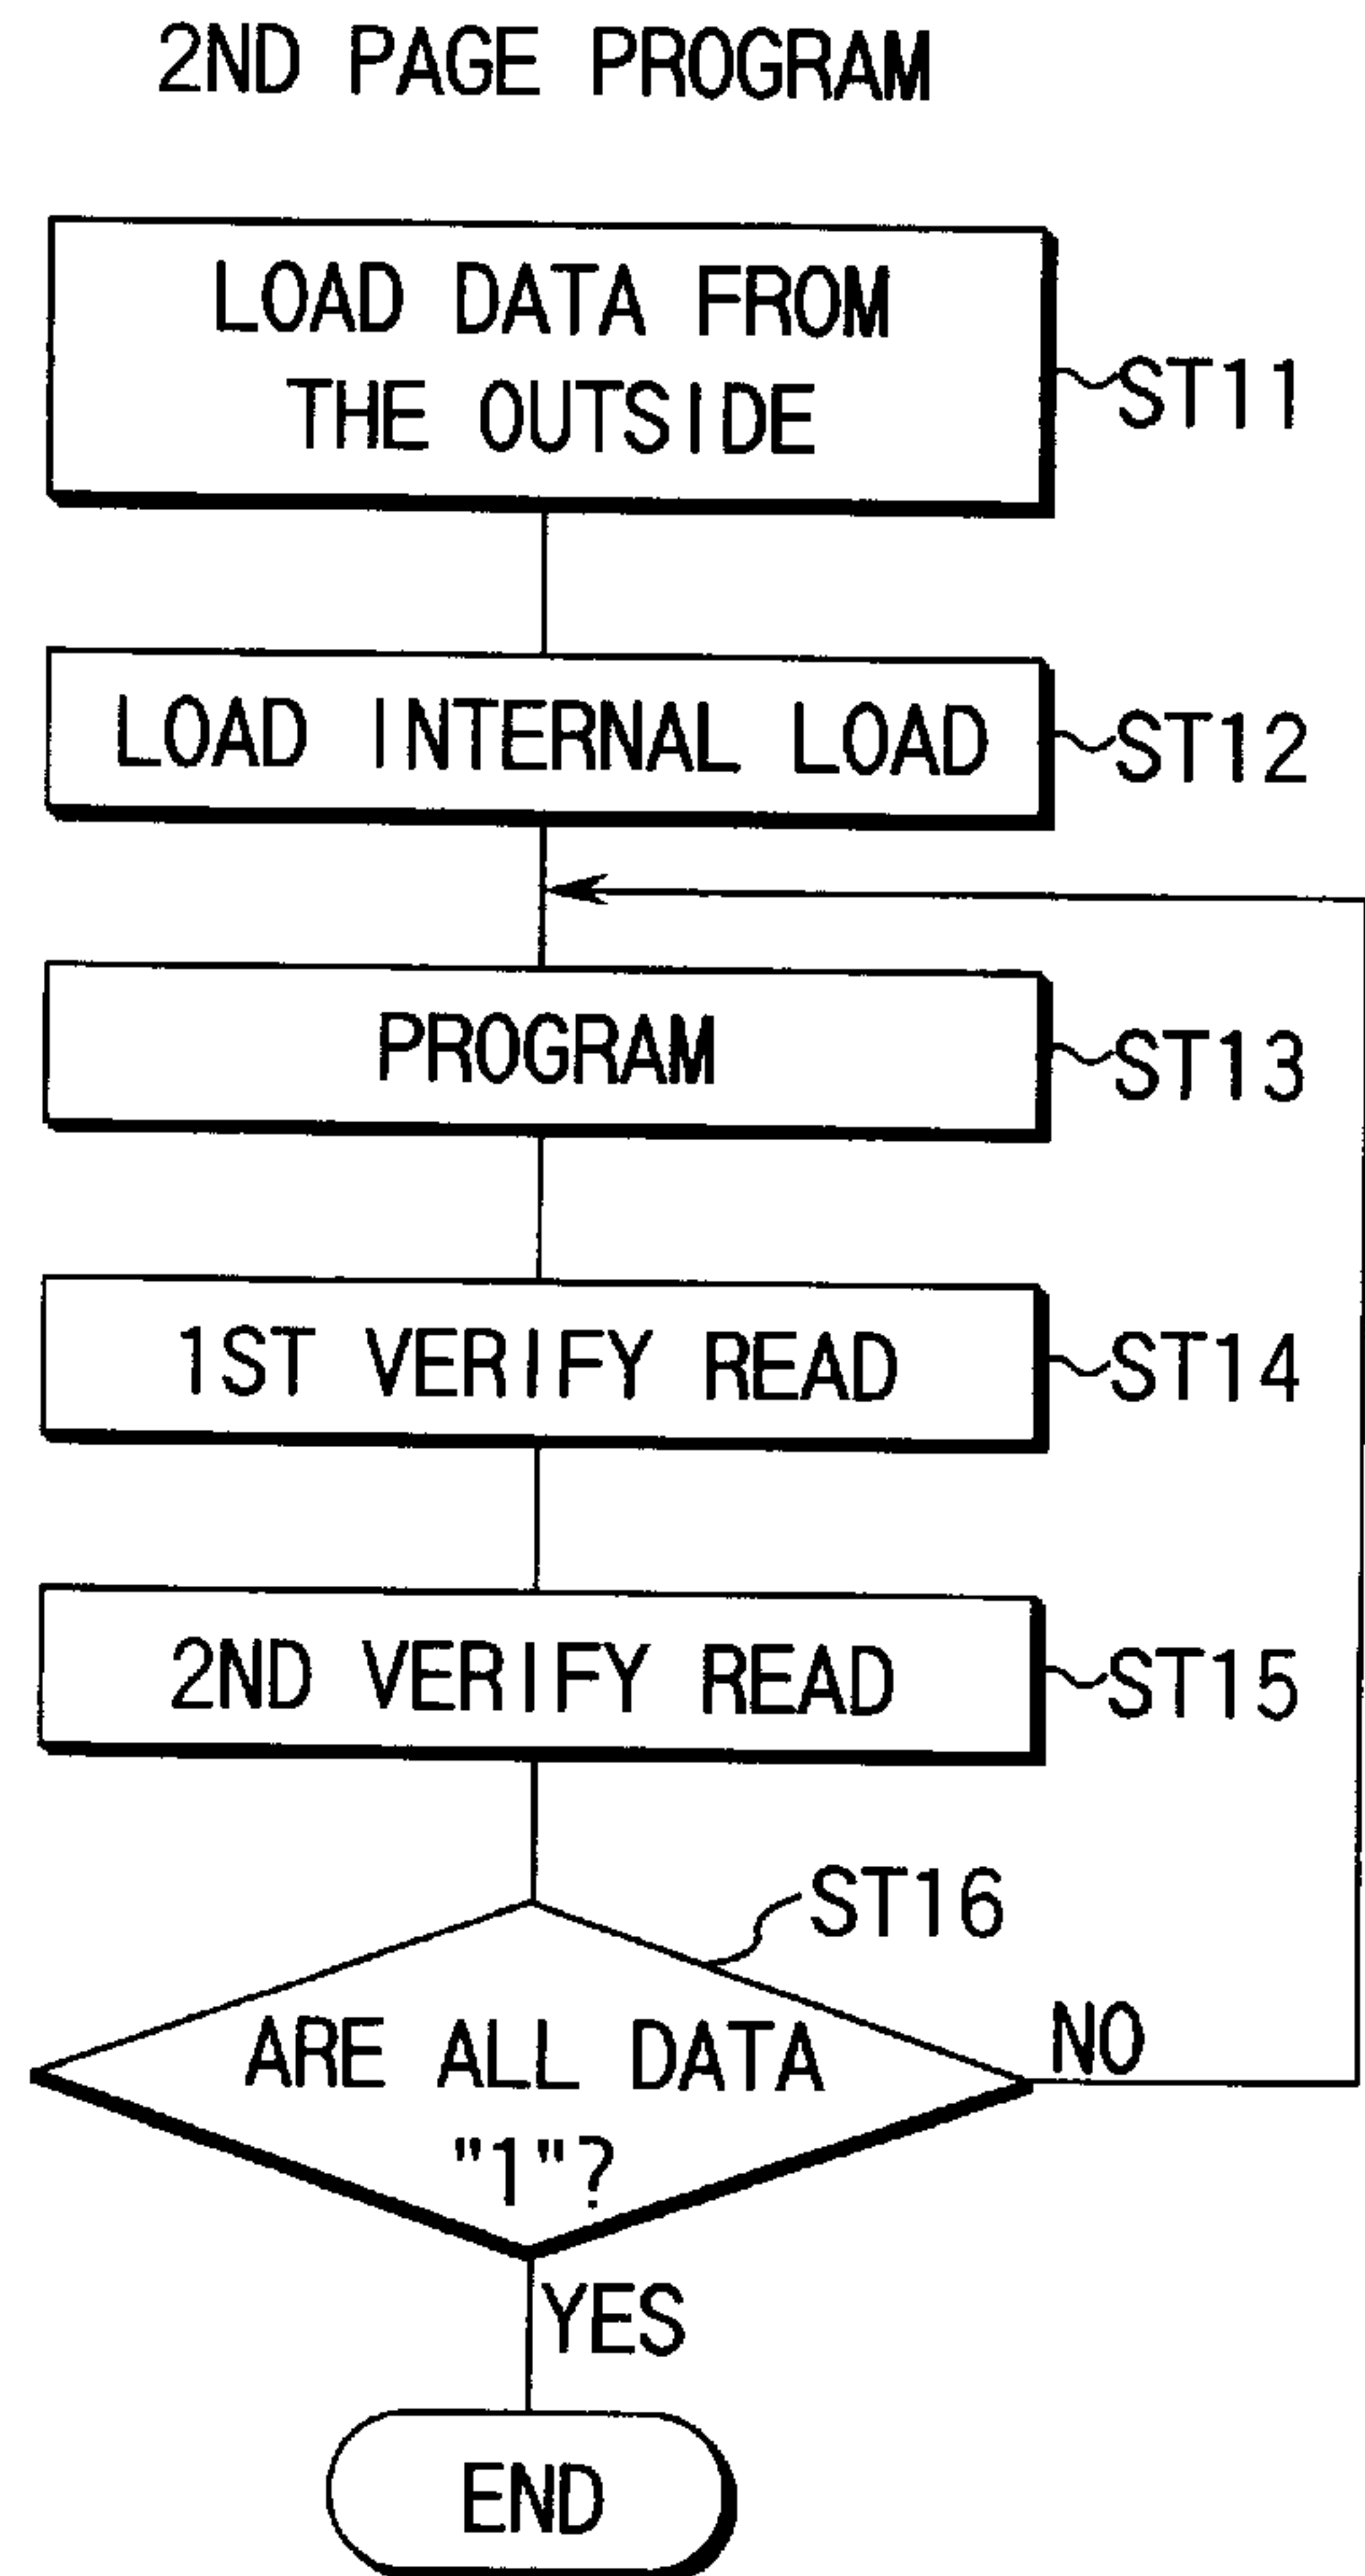 2ND PAGE PROGRAM
LOAD DATA FROM
THE OUTSIDE
ST11
LOAD INTERNAL LOAD
ST12
PROGRAM
ST13
1ST VERIFY READ
ST14
2ND VERIFY READ
ST15
ST16
ARE ALL DATA
"1"?
NO
YES
END